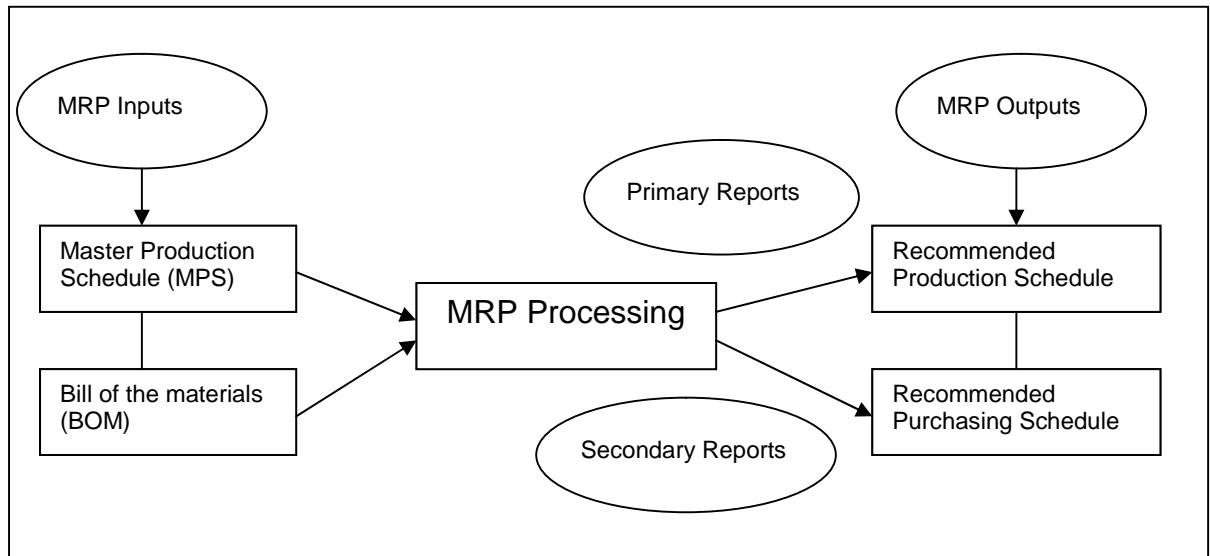 MRP Inputs
MRP Outputs
Primary Reports
Master Production
Schedule (MPS)
Recommended
Production Schedule
MRP Processing
Bill of the materials
(BOM)
Recommended
Purchasing Schedule
Secondary Reports